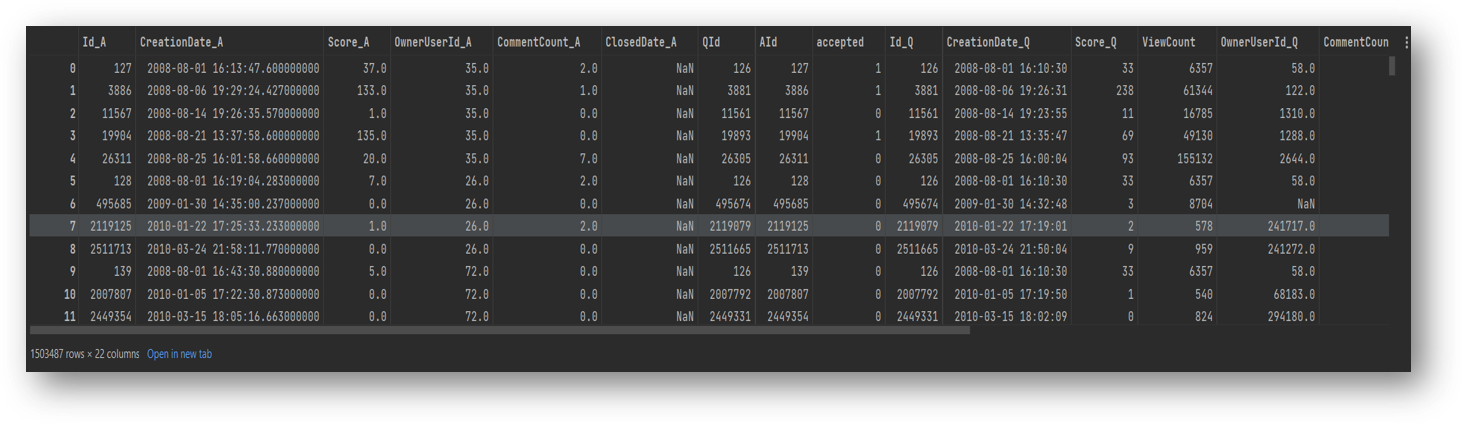 Id_A CreationDate_A Score_A OwnerUserId_A CommentCount_A ClosedDate_A QId AId accepted Id_Q CreationDate_Q Score_Q ViewCount OwnerUserId_Q CommentCoun
0 127 2008-08-01 16:13:47.600000000 37.0 35.0 2.0 NaN 126 127 1 126 2008-08-01 16:10:30 33 6357 58.0
1 3886 2008-08-06 19:29:24.427000000 133.0 35.0 1.0 NaN 3881 3886 1 3881 2008-08-06 19:26:31 238 61344 122.0
2 11567 2008-08-14 19:26:35.570000000 1.0 35.0 0.0 NaN 11561 11567 0 11561 2008-08-14 19:23:55 11 16785 1310.0
3 19904 2008-08-21 13:37:58.600000000 135.0 35.0 0.0 NaN 19893 19904 1 19893 2008-08-21 13:35:47 69 49130 1288.0
4 26311 2008-08-25 16:01:58.660000000 20.0 35.0 7.0 NaN 26305 26311 0 26305 2008-08-25 16:00:04 93 155132 2644.0
5 128 2008-08-01 16:19:04.283000000 7.0 26.0 2.0 NaN 126 128 0 126 2008-08-01 16:10:30 33 6357 58.0
6 495685 2009-01-30 14:35:00.237000000 0.0 26.0 0.0 NaN 495674 495685 0 495674 2009-01-30 14:32:48 3 8704 NaN
7 2119125 2010-01-22 17:25:33.233000000 1.0 26.0 2.0 NaN 2119079 2119125 0 2119079 2010-01-22 17:19:01 2 578 241717.0
8 2511713 2010-03-24 21:58:11.770000000 0.0 26.0 0.0 NaN 2511665 2511713 0 2511665 2010-03-24 21:50:04 9 959 241272.0
9 139 2008-08-01 16:43:30.880000000 5.0 72.0 0.0 NaN 126 139 0 126 2008-08-01 16:10:30 33 6357 58.0
10 2007807 2010-01-05 17:22:30.873000000 0.0 72.0 0.0 NaN 2007792 2007807 0 2007792 2010-01-05 17:19:50 1 540 68183.0
11 2449354 2010-03-15 18:05:16.663000000 0.0 72.0 0.0 NaN 2449331 2449354 0 2449331 2010-03-15 18:02:09 0 824 294180.0
1503487 rows × 22 columns Open in new tab